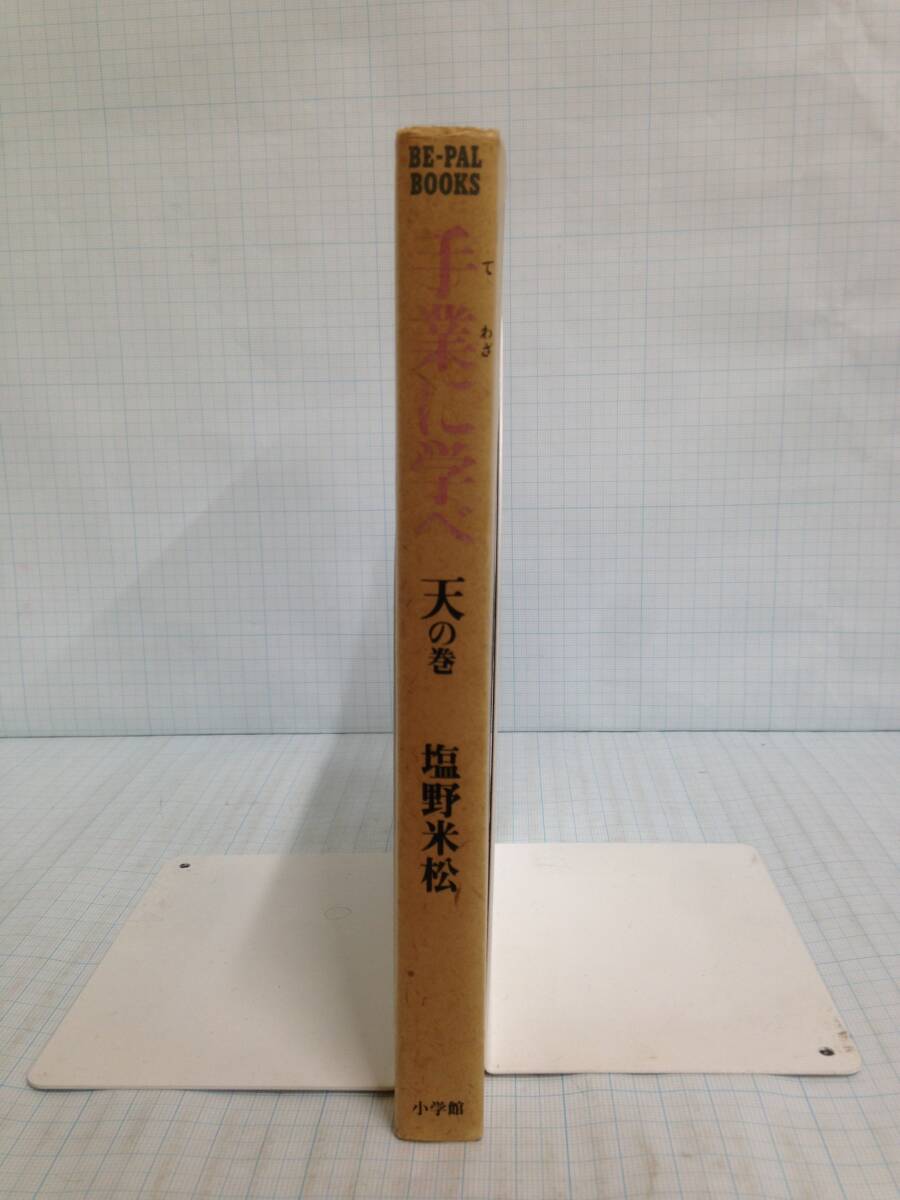 BE-PAL
BOOKS
手業に学べ
て
わざ
天の巻
塩野米松
小学館